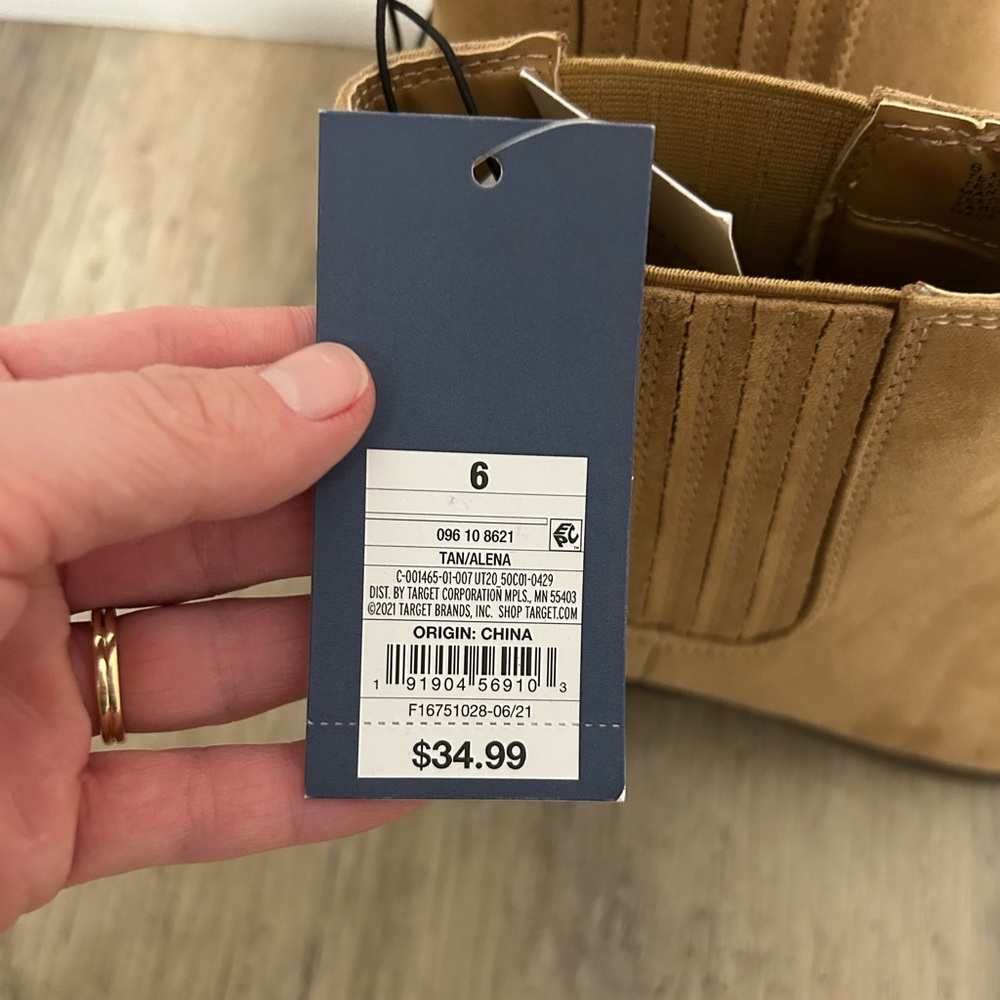 6
096 10 8621
TAN/ALENA
C-001465-01-007 UT20 50C01-0429
DIST. BY TARGET CORPORATION MPLS., MN 55403
©2021 TARGET BRANDS, INC. SHOP TARGET.COM
ORIGIN: CHINA
1 91904 56910 3
F16751028-06/21
$34.99